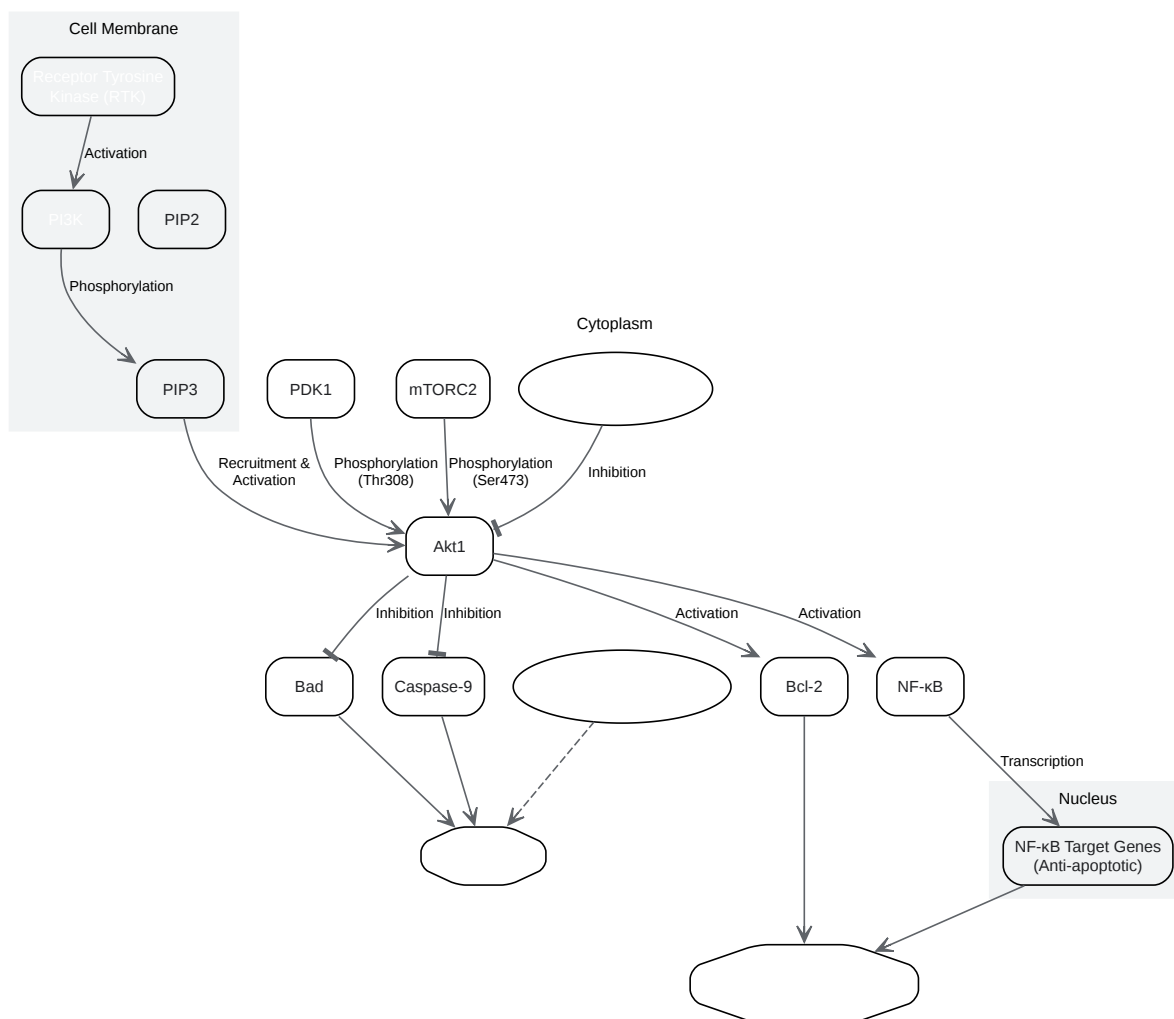 Cell Membrane
Receptor Tyrosine
Kinase (RTK)
Activation
PI3K
PIP2
Phosphorylation
Cytoplasm
PIP3
PDK1
mTORC2
Recruitment &
Activation
Phosphorylation
(Thr308)
Phosphorylation
(Ser473)
Inhibition
Akt1
Inhibition
Inhibition
Activation
Activation
Bad
Caspase-9
Bcl-2
NF-κB
Transcription
Nucleus
NF-κB Target Genes
(Anti-apoptotic)